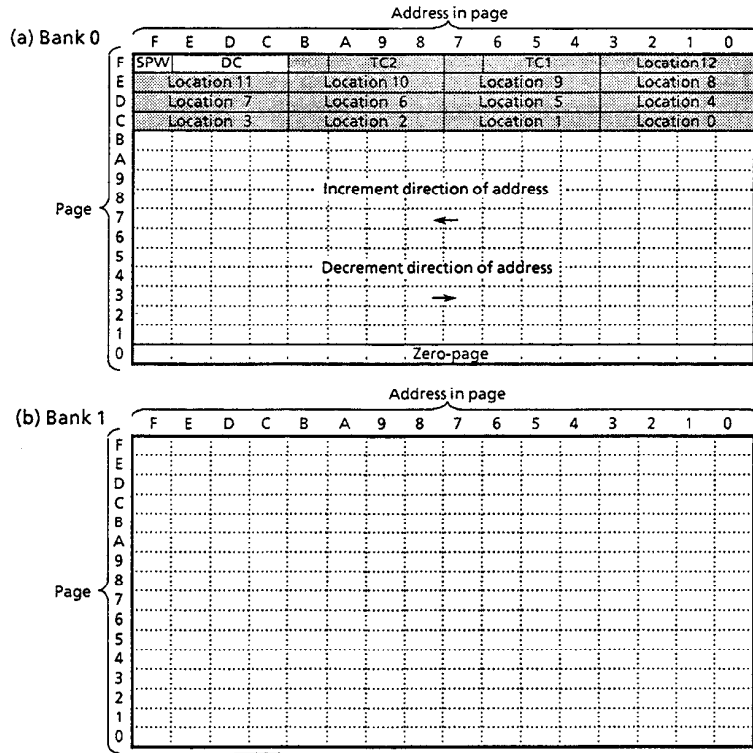 Address in page
(a) Bank 0
F E D C B A 9 8 7 6 5 4 3 2 1 0
F SPW DC TC2 TC1 Location 12
E Location 11 Location 10 Location 9 Location 8
D Location 7 Location 6 Location 5 Location 4
C Location 3 Location 2 Location 1 Location 0
B
A
9
Increment direction of address
8
Page
7
6
5
Decrement direction of address
4
3
2
1
0 Zero-page
Address in page
(b) Bank 1
F E D C B A 9 8 7 6 5 4 3 2 1 0
F
E
D
C
B
A
9
8
Page
7
6
5
4
3
2
1
0